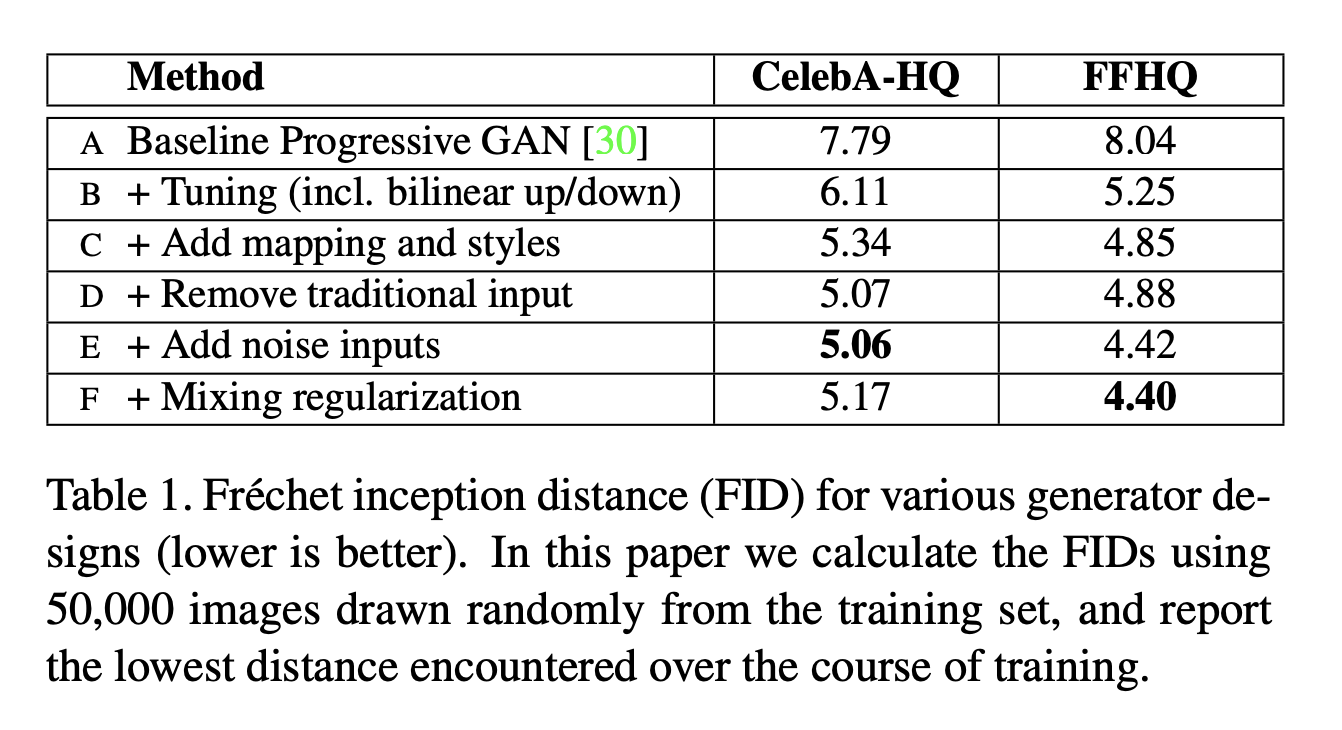 Method CelebA-HQ FFHQ
A Baseline Progressive GAN [30] 7.79 8.04
B + Tuning (incl. bilinear up/down) 6.11 5.25
C + Add mapping and styles 5.34 4.85
D + Remove traditional input 5.07 4.88
E + Add noise inputs 5.06 4.42
F + Mixing regularization 5.17 4.40
Table 1. Fréchet inception distance (FID) for various generator de-
signs (lower is better). In this paper we calculate the FIDs using
50,000 images drawn randomly from the training set, and report
the lowest distance encountered over the course of training.